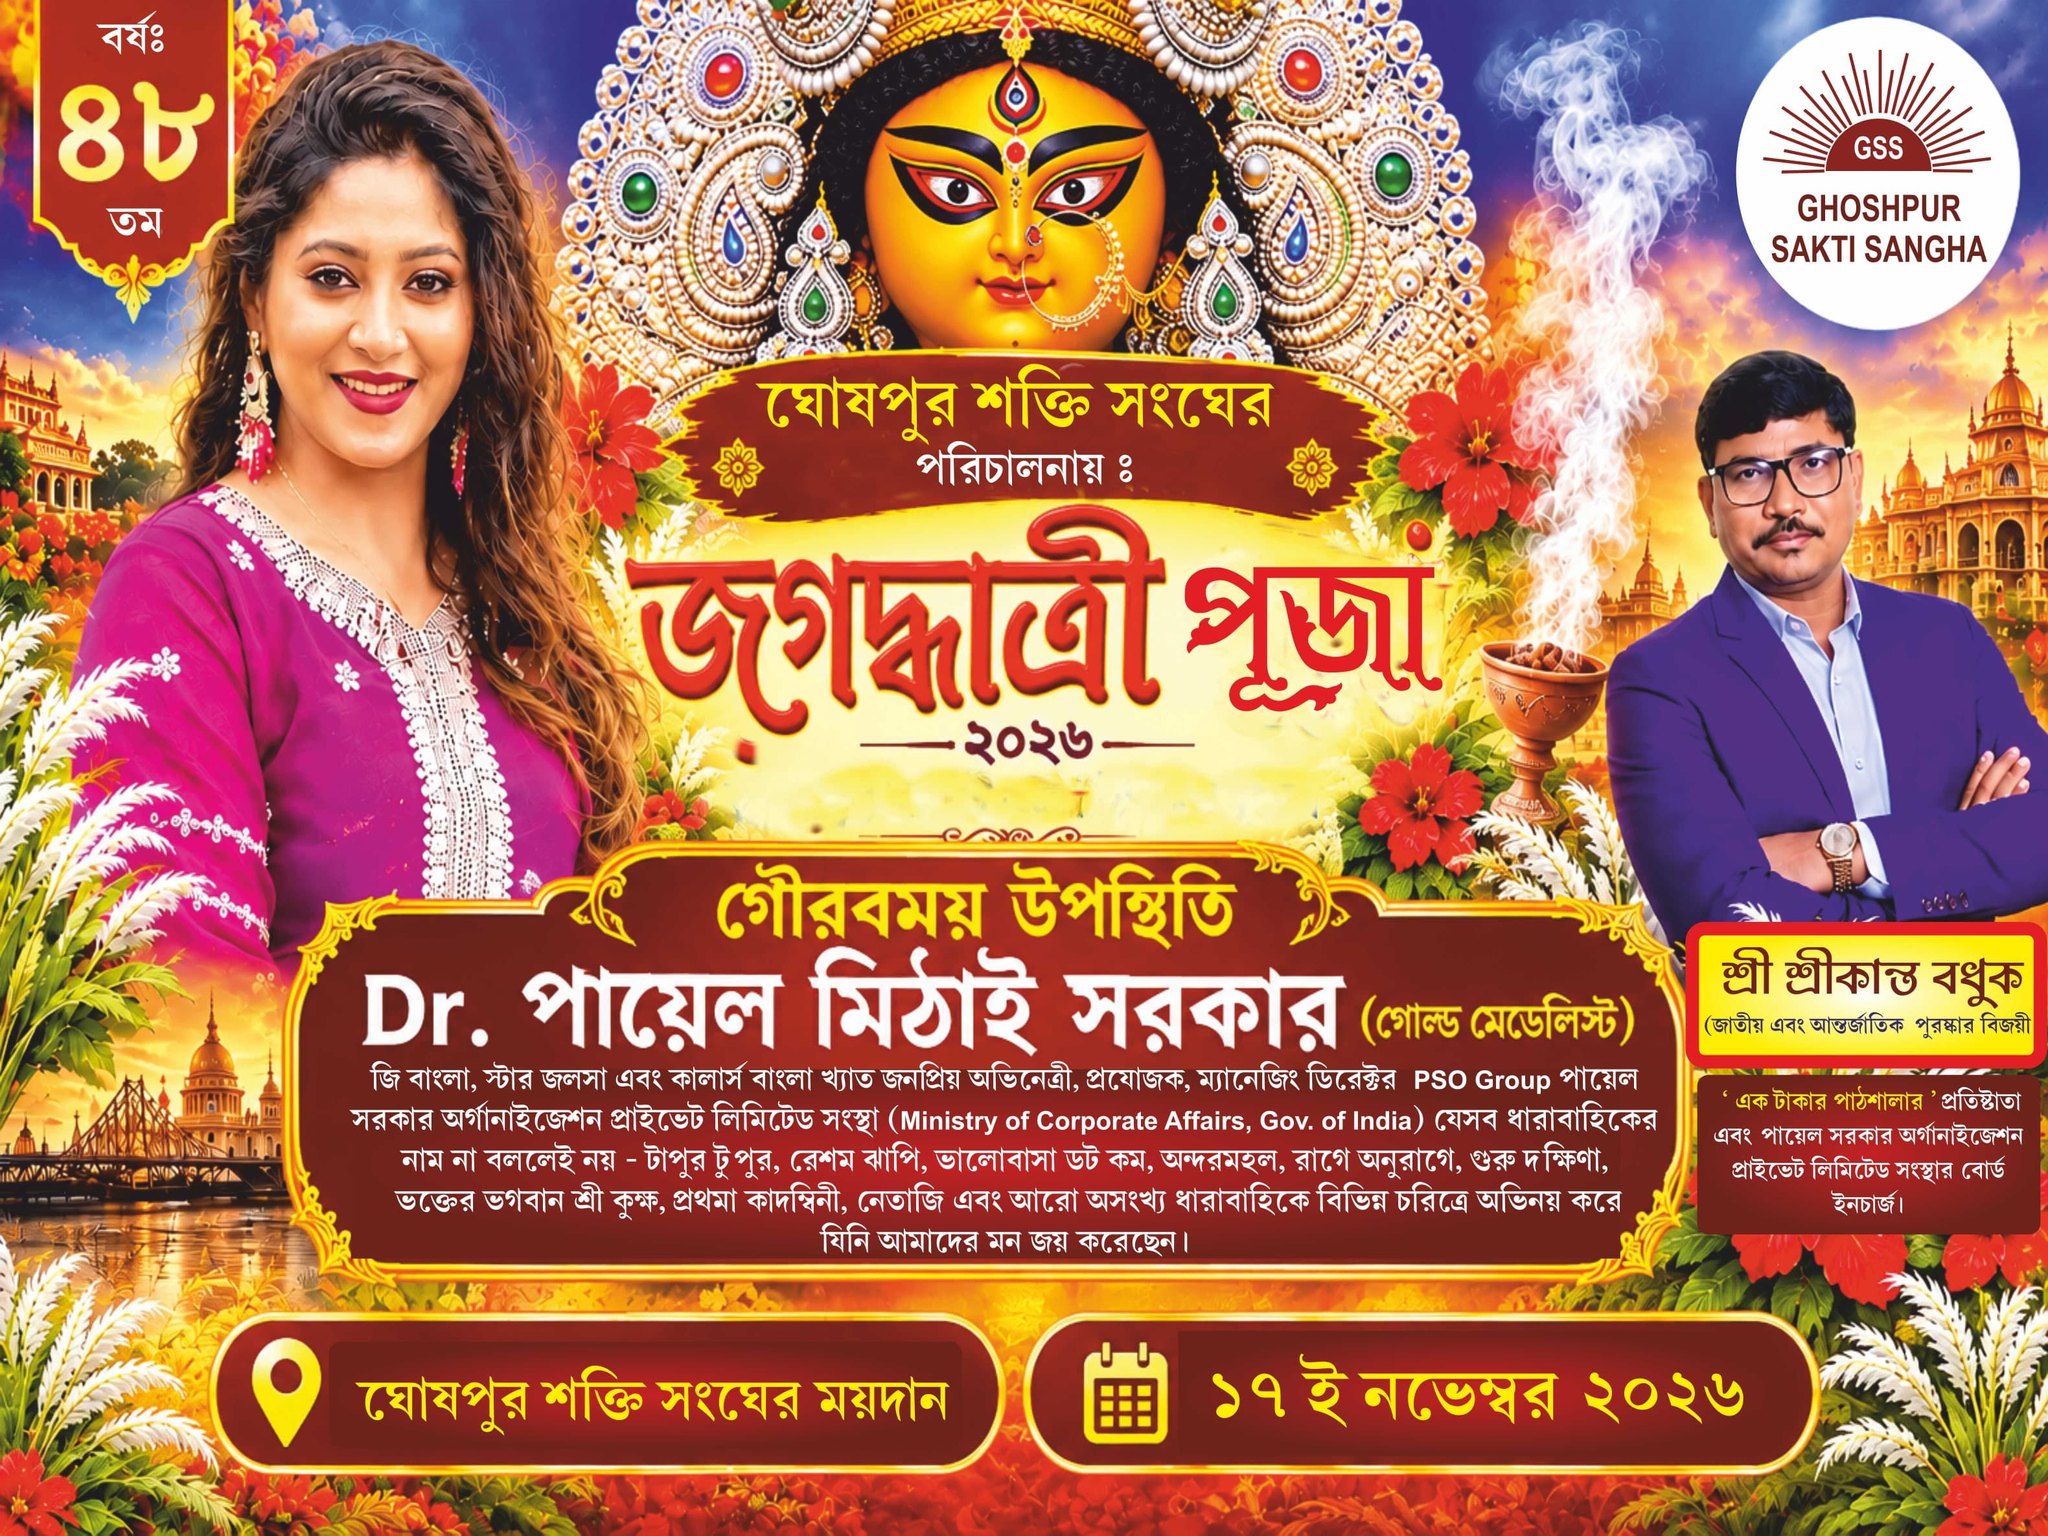 বর্ষঃ
৪৮
তম
GSS
GHOSHPUR
SAKTI SANGHA
ঘোষপুর শক্তি সংঘের
পরিচালনায় ঃ
জগদ্ধাত্রী পূজা
২০২৬
গৌরবময় উপস্থিতি
Dr. পায়েল মিঠাই সরকার (গোল্ড মেডেলিস্ট)
জি বাংলা, স্টার জলসা এবং কালার্স বাংলা খ্যাত জনপ্রিয় অভিনেত্রী, প্রযোজক, ম্যানেজিং ডিরেক্টর PSO Group পায়েল
সরকার অর্গানাইজেশন প্রাইভেট লিমিটেড সংস্থা (Ministry of Corporate Affairs, Gov. of India) যেসব ধারাবাহিকের
নাম না বললেই নয় - টাপুর টুপুর, রেশম ঝাপি, ভালোবাসা ডট কম, অন্দরমহল, রাগে অনুরাগে, গুরু দক্ষিণা,
ভক্তের ভগবান শ্রী কৃক্ষ, প্রথমা কাদম্বিনী, নেতাজি এবং আরো অসংখ্য ধারাবাহিকে বিভিন্ন চরিত্রে অভিনয় করে
যিনি আমাদের মন জয় করেছেন।
শ্রী শ্রীকান্ত বধুক
(জাতীয় এবং আন্তর্জাতিক পুরস্কার বিজয়ী
' এক টাকার পাঠশালার ' প্রতিষ্টাতা
এবং পায়েল সরকার অর্গানাইজেশন
প্রাইভেট লিমিটেড সংস্থার বোর্ড
ইনচার্জ।
ঘোষপুর শক্তি সংঘের ময়দান
১৭ ই নভেম্বর ২০২৬